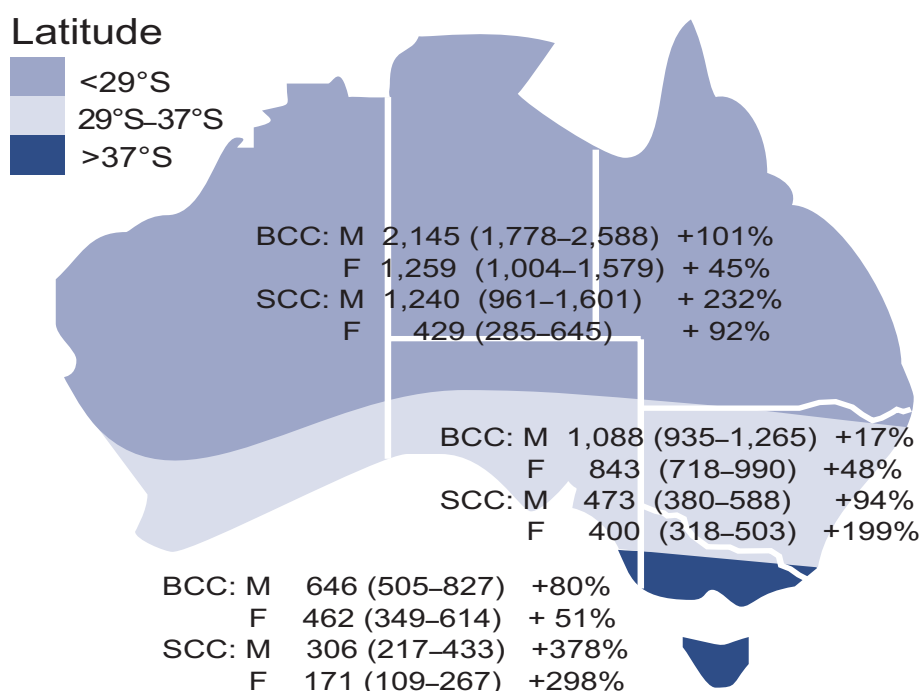 Latitude
<29°S
29°S–37°S
>37°S
BCC: M 2,145 (1,778–2,588) +101%
F 1,259 (1,004–1,579) + 45%
SCC: M 1,240 (961–1,601) + 232%
F 429 (285–645) + 92%
BCC: M 1,088 (935–1,265) +17%
F 843 (718–990) +48%
SCC: M 473 (380–588) +94%
F 400 (318–503) +199%
BCC: M 646 (505–827) +80%
F 462 (349–614) + 51%
SCC: M 306 (217–433) +378%
F 171 (109–267) +298%